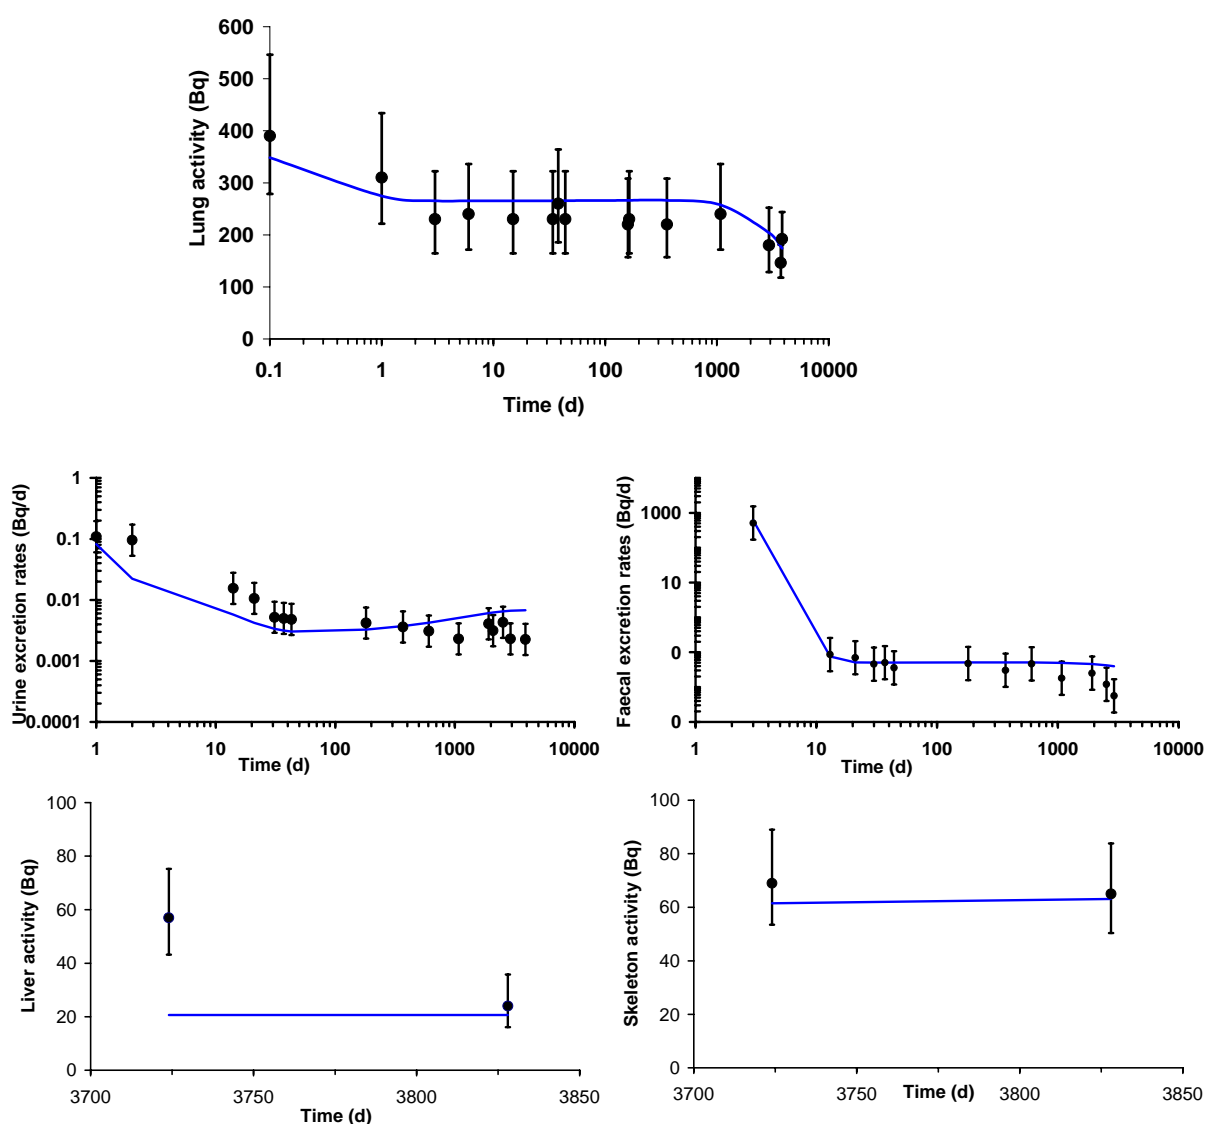 600
500
400
300
200
100
0
Lung activity (Bq)
0.1 1 10 100 1000 10000
Time (d)
1
0.1
0.01
0.001
0.0001
Urine excretion rates (Bq/d)
1 10 100 1000 10000
Time (d)
1000
10
0
0
Faecal excretion rates (Bq/d)
1 10 100 1000 10000
Time (d)
100
80
60
40
20
0
Liver activity (Bq)
3700 3750 3800 3850
Time (d)
100
80
60
40
20
0
Skeleton activity (Bq)
3700 3750 3800 3850
Time (d)